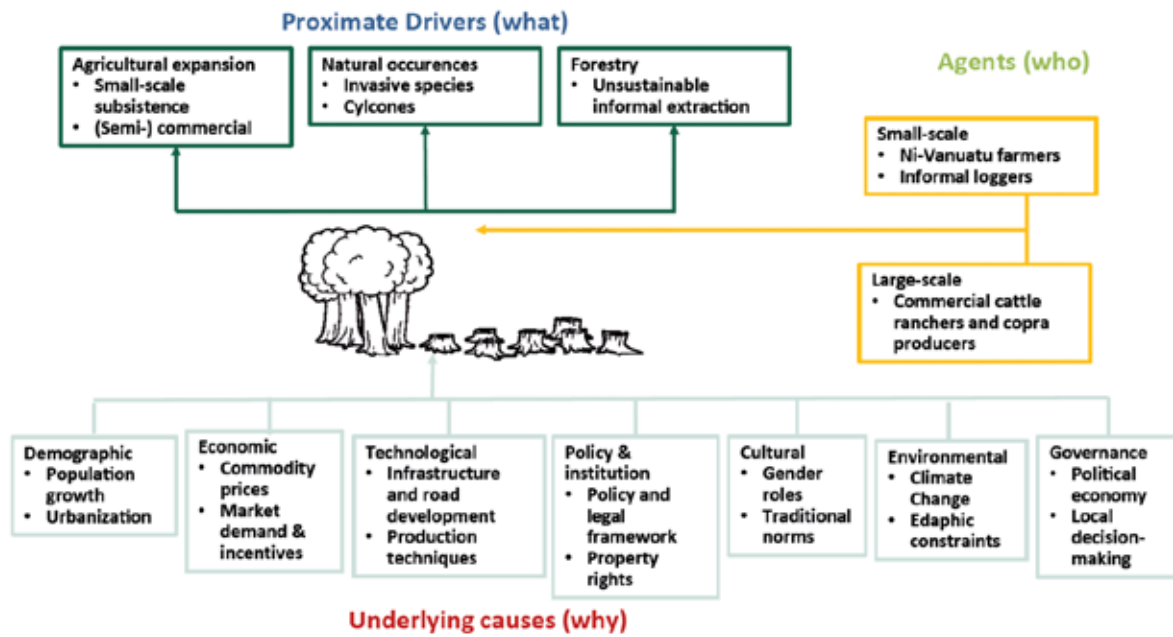 Proximate Drivers (what)
Agricultural expansion
• Small-scale
subsistence
• (Semi-) commercial
Natural occurences
• Invasive species
• Cylcones
Forestry
• Unsustainable
informal extraction
Agents (who)
Small-scale
• Ni-Vanuatu farmers
• Informal loggers
Large-scale
• Commercial cattle
ranchers and copra
producers
Demographic
• Population
growth
• Urbanization
Economic
• Commodity
prices
• Market
demand &
incentives
Technological
• Infrastructure
and road
development
• Production
techniques
Policy &
institution
• Policy and
legal
framework
• Property
rights
Cultural
• Gender
roles
• Traditional
norms
Environmental
• Climate
Change
• Edaphic
constraints
Governance
• Political
economy
• Local
decision-
making
Underlying causes (why)